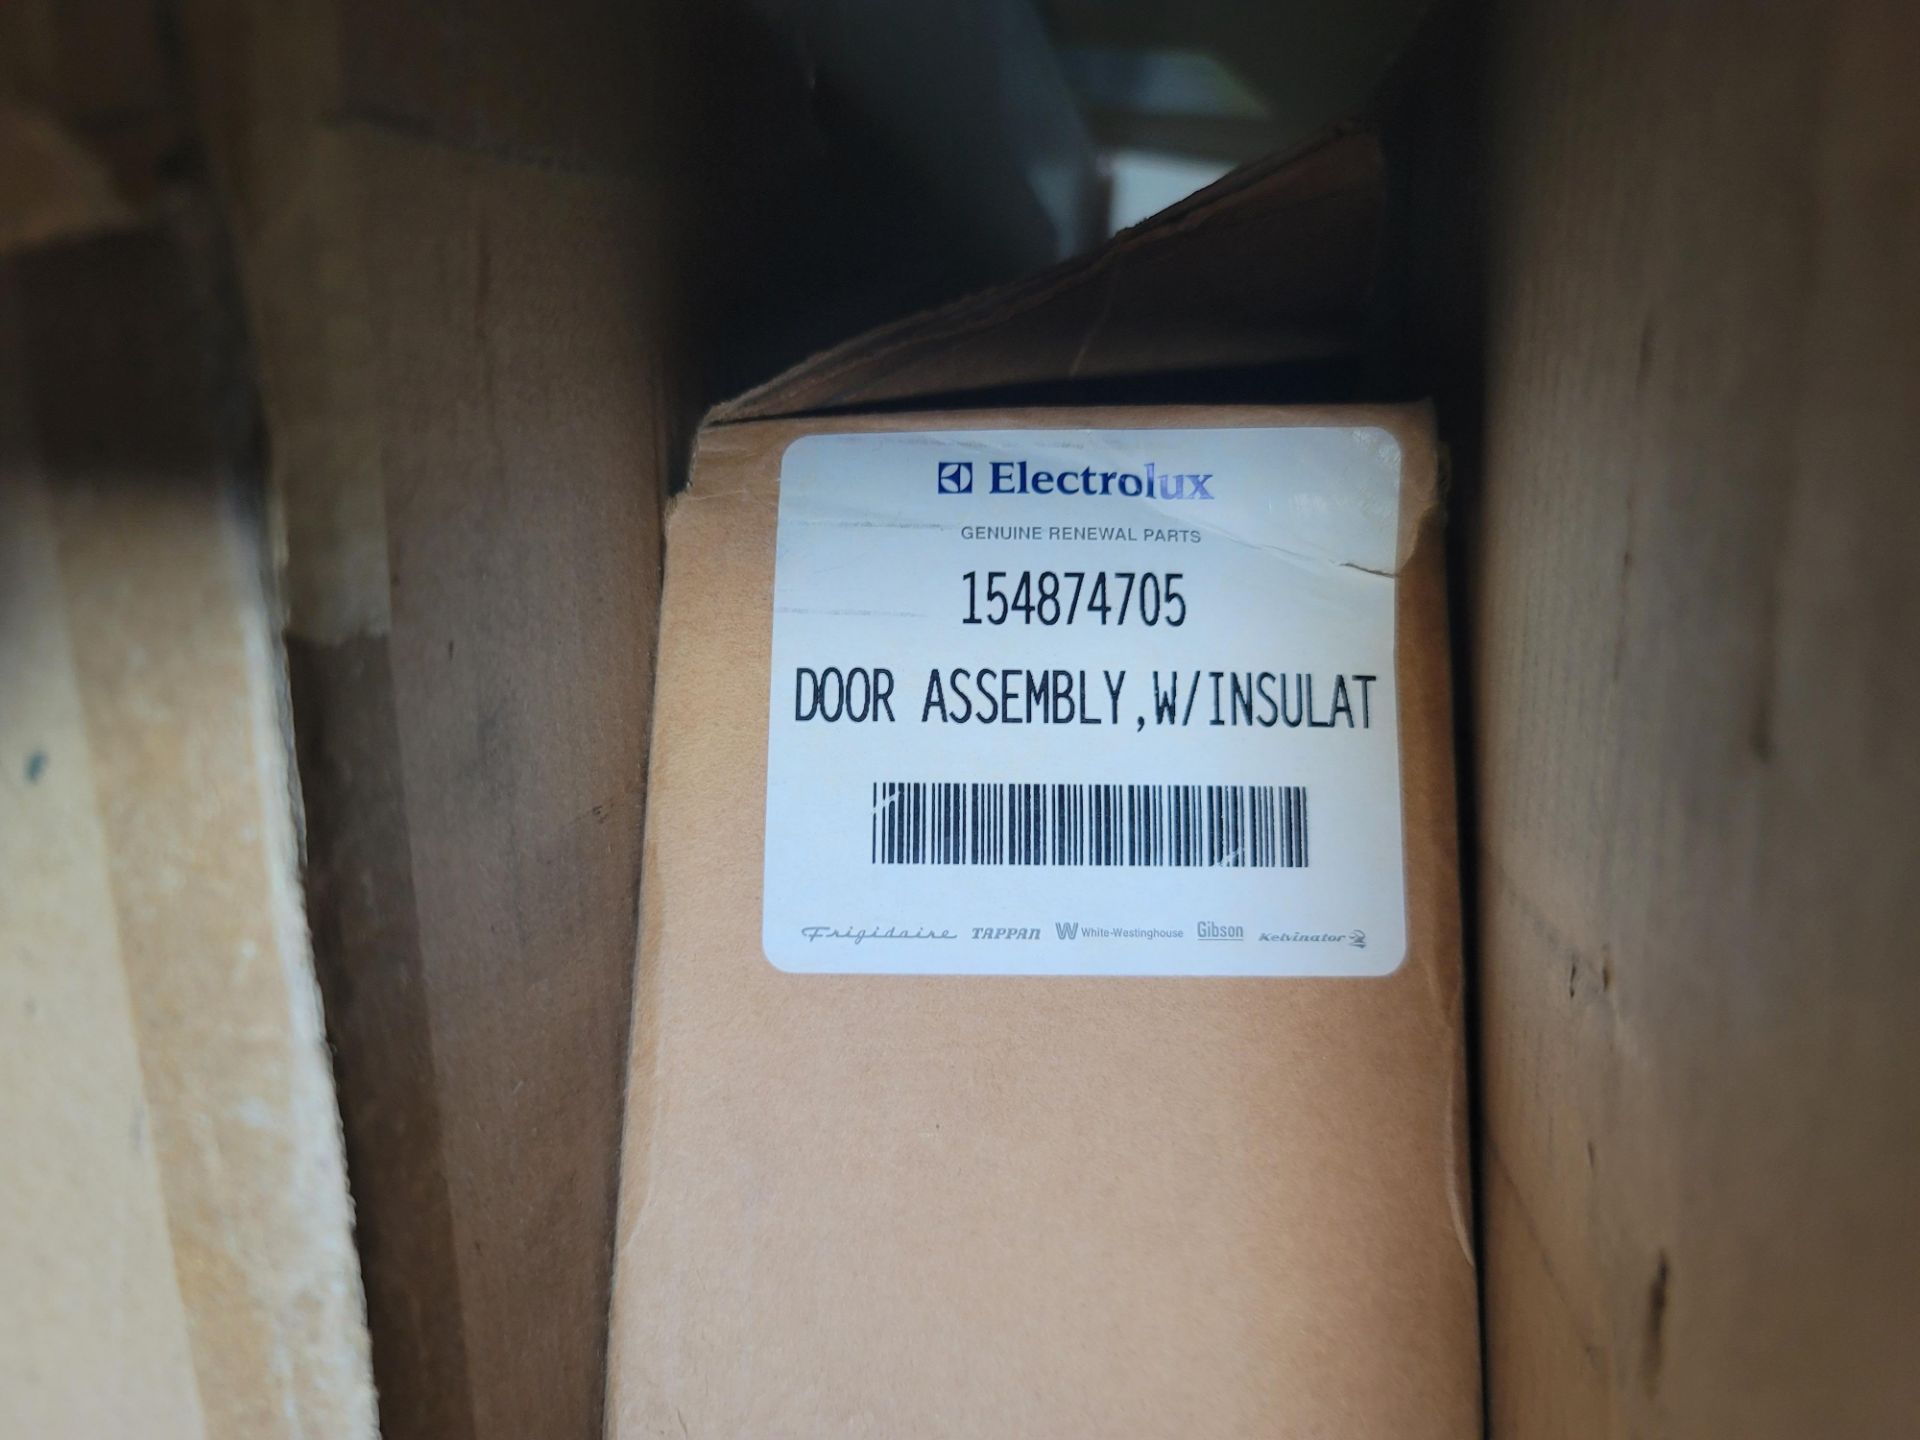 Electrolux
GENUINE RENEWAL PARTS
154874705
DOOR ASSEMBLY,W/INSULAT
Frigidaire TAPPAN W White-Westinghouse Gibson Kelvinator